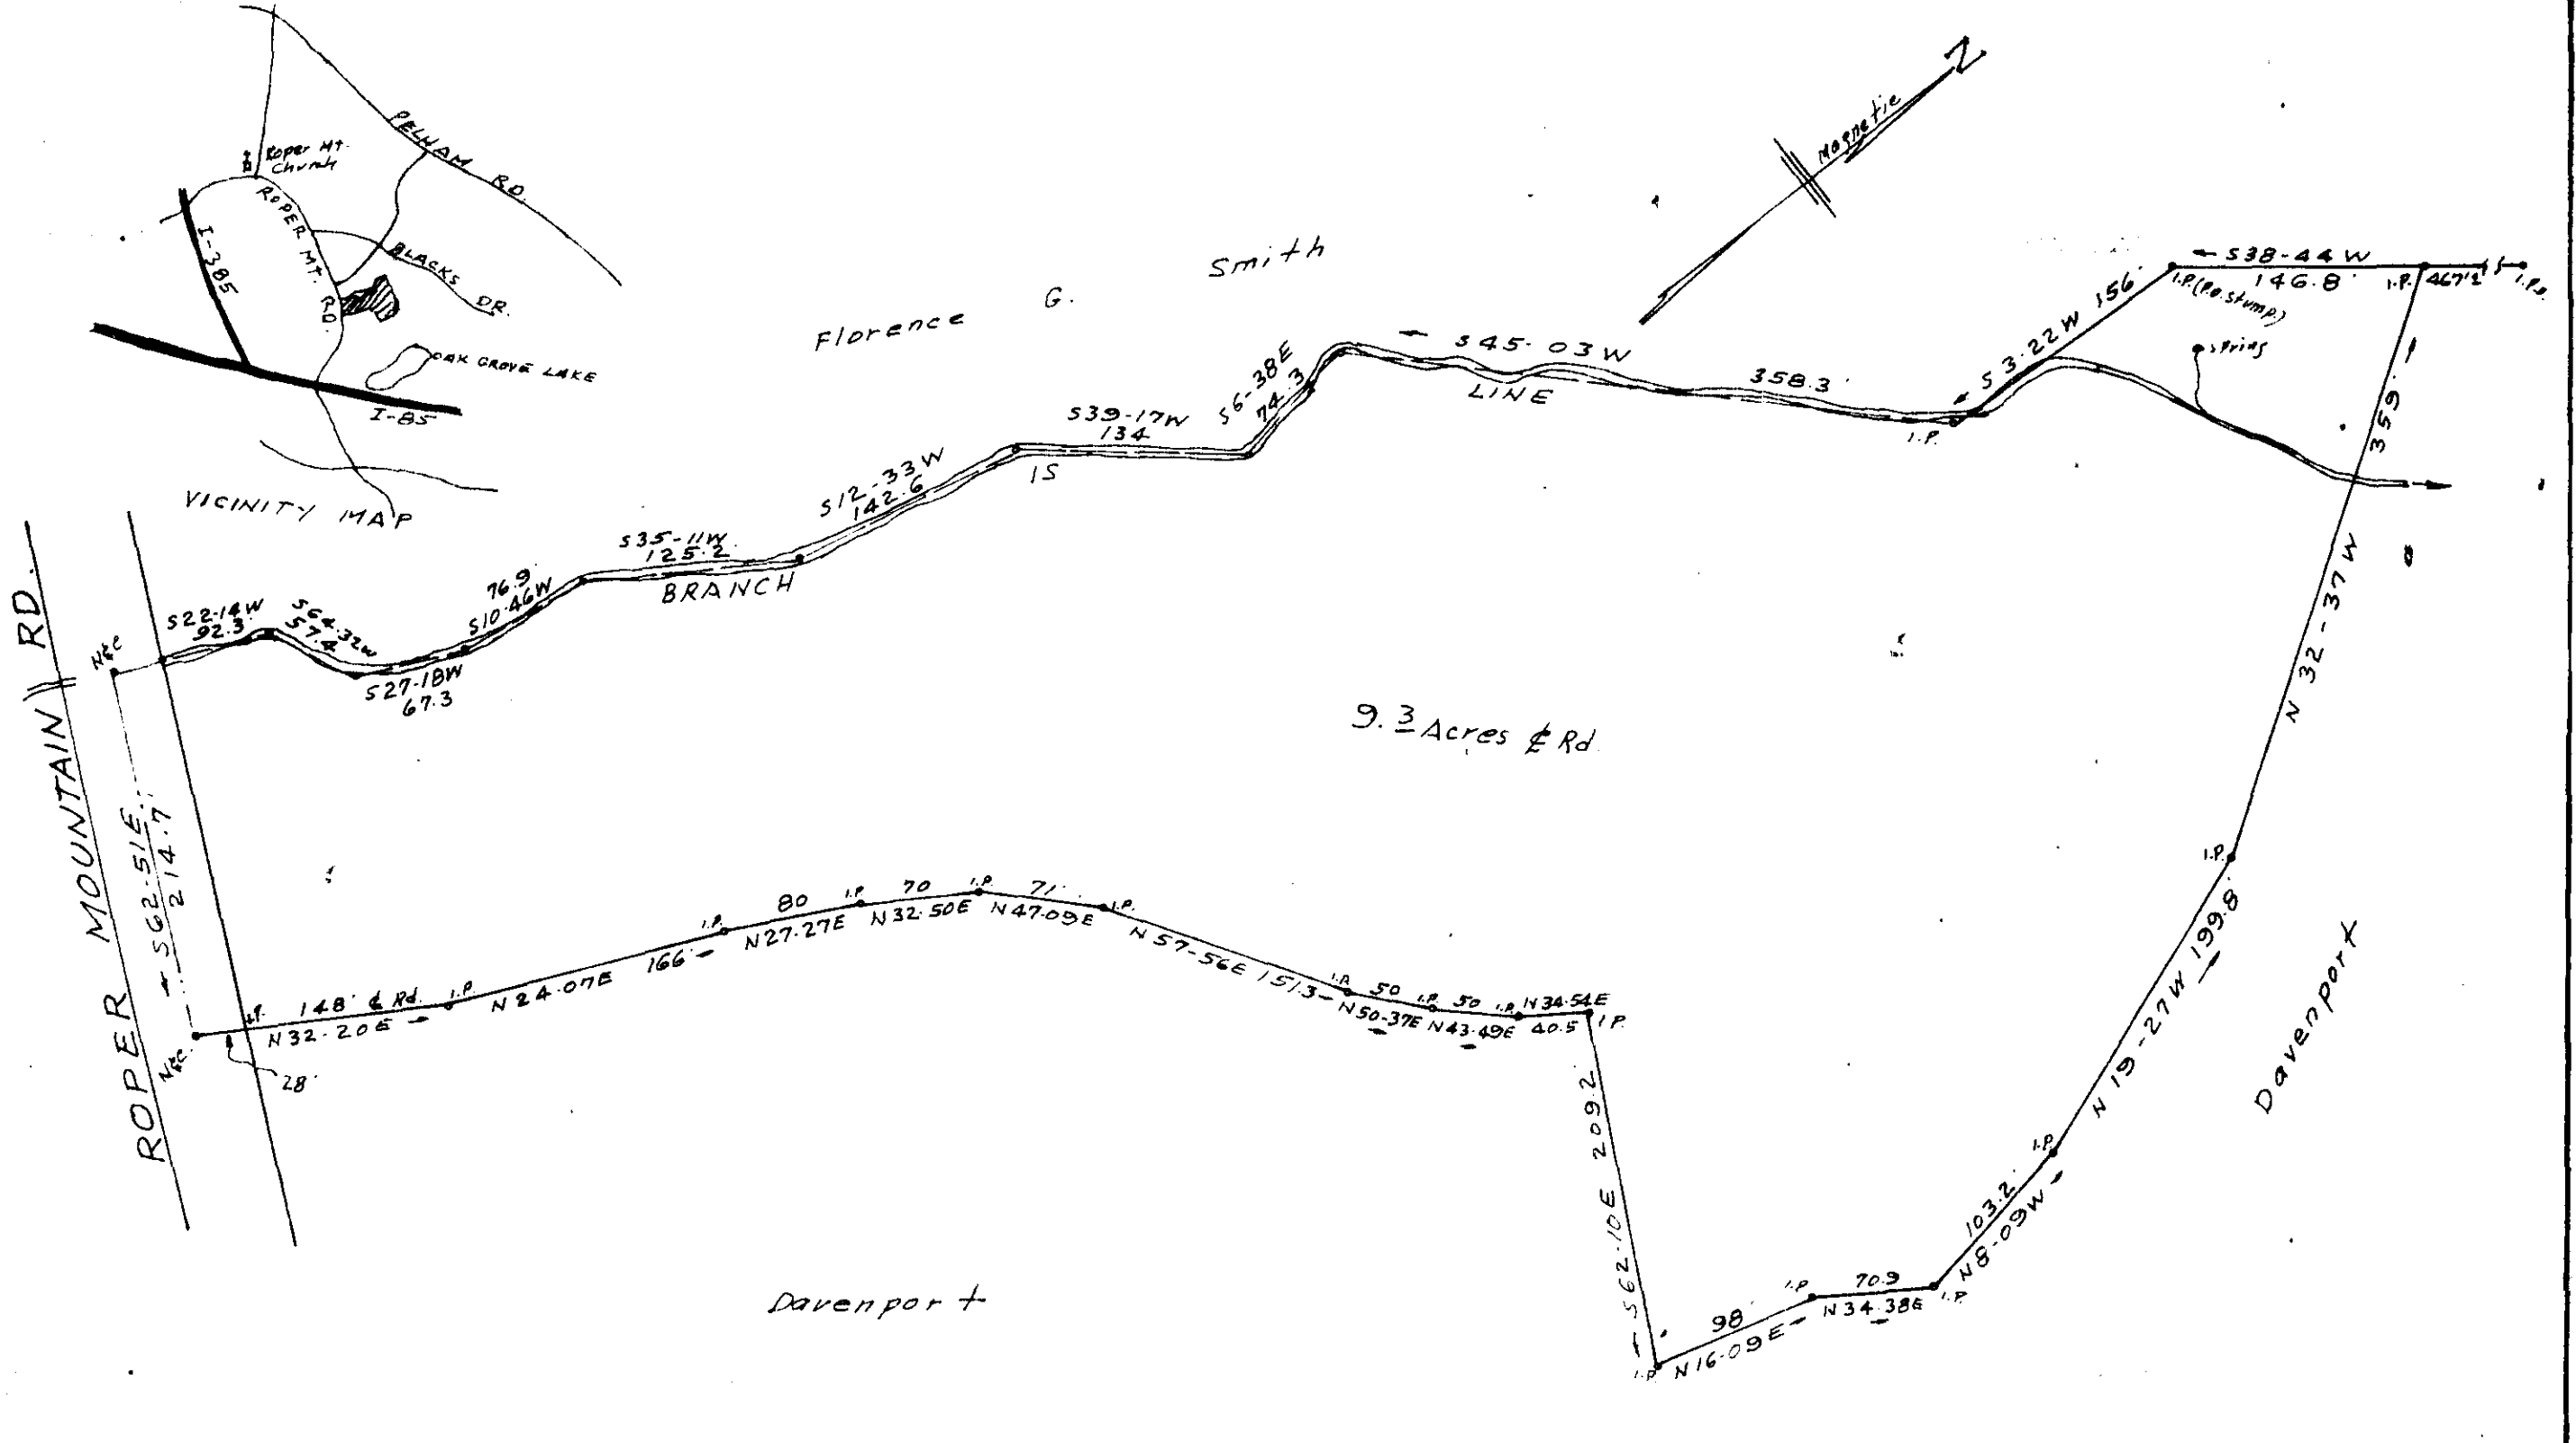 PELHAM RD.
Roper Mt.
Church
ROPER MT. RD.
I-385
BLACKS DR.
OAK GROVE LAKE
I-85
VICINITY MAP
N
Magnetic
Florence G. Smith
S38-44W
146.8'
I.P. (P.O. stump)
I.P.
467.2
I.P.O.
spring
S 3-22 W 156'
I.P.
S45-03W
358.3'
LINE
S6-38E
74.3
S39-17W
134
IS
S12-33W
142.6
S35-11W
125.2
BRANCH
76.9
S10-46W
S27-18W
67.3
S64-32W
57.4
S22-14W
92.3
N&C
ROPER MOUNTAIN RD.
S62-51E
214.7
N&C
28'
I.P.
148' ₵ Rd.
N32-20E
I.P.
N24-07E 166'
I.P.
80
N27-27E
I.P.
70
N32-50E
I.P.
71'
N47-09E
I.P.
N57-56E 151.3
I.P.
50
N50-37E
I.P.
50
N43-49E
I.P.
N34-54E
40.5
I.P.
S62-10E 209.2
I.P.
98'
N16-09E
I.P.
70.9
N34-38E
I.P.
103.2
N8-09W
I.P.
N19-27W 199.8'
I.P.
N 32-37W 359'
9.3 Acres ₵ Rd.
Davenport
Davenport